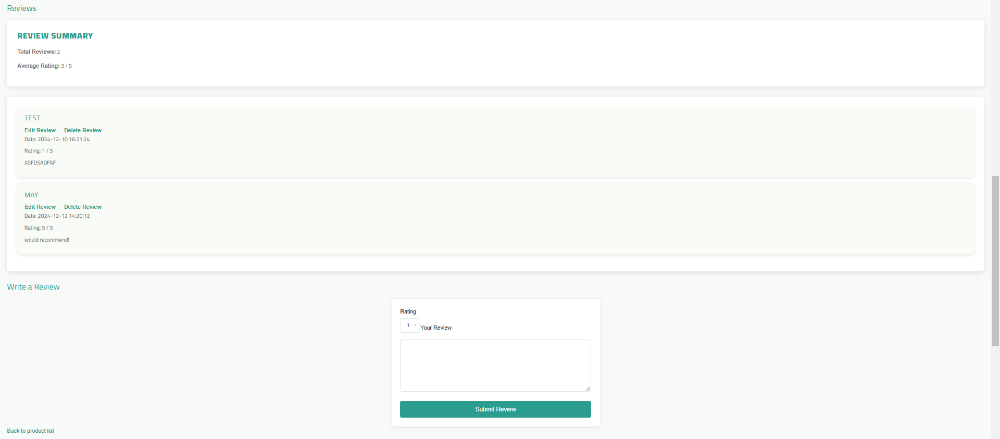 Reviews
REVIEW SUMMARY
Total Reviews: 2
Average Rating: 3 / 5
TEST
Edit Review Delete Review
Date: 2024-12-10 16:21:24
Rating: 1 / 5
ASFDSADFAF
MAY
Edit Review Delete Review
Date: 2024-12-12 14:20:12
Rating: 5 / 5
would recommend!
Write a Review
Rating
1 Your Review
Submit Review
Back to product list